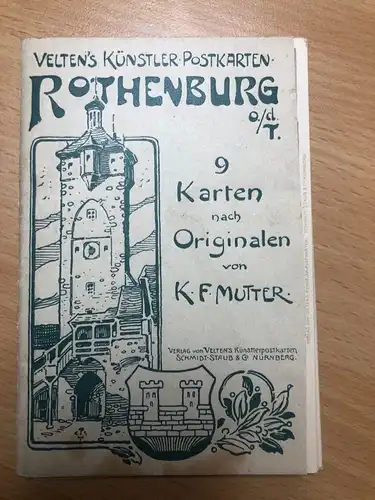 VELTEN'S KÜNSTLER-POSTKARTEN.
ROTHENBURG
o/d.
T.
9
Karten
nach
Originalen
von
K. F. MUTTER.
VERLAG von VELTEN'S Künstlerpostkarten,
SCHMIDT-STAUB & Co NÜRNBERG.